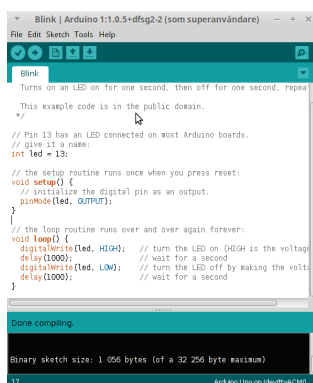 Blink | Arduino 1:1.0.5+dfsg2-2 (som superanvändare)
File Edit Sketch Tools Help
Blink
Turns on an LED on for one second, then off for one second, repea
This example code is in the public domain.
*/
// Pin 13 has an LED connected on most Arduino boards.
// give it a name:
int led = 13;
// the setup routine runs once when you press reset:
void setup() {
// initialize the digital pin as an output.
pinMode(led, OUTPUT);
}
// the loop routine runs over and over again forever:
void loop() {
digitalWrite(led, HIGH); // turn the LED on (HIGH is the voltage
delay(1000); // wait for a second
digitalWrite(led, LOW); // turn the LED off by making the volta
delay(1000); // wait for a second
}
Done compiling.
Binary sketch size: 1 056 bytes (of a 32 256 byte maximum)
17
Arduino Uno on /dev/ttyACM0